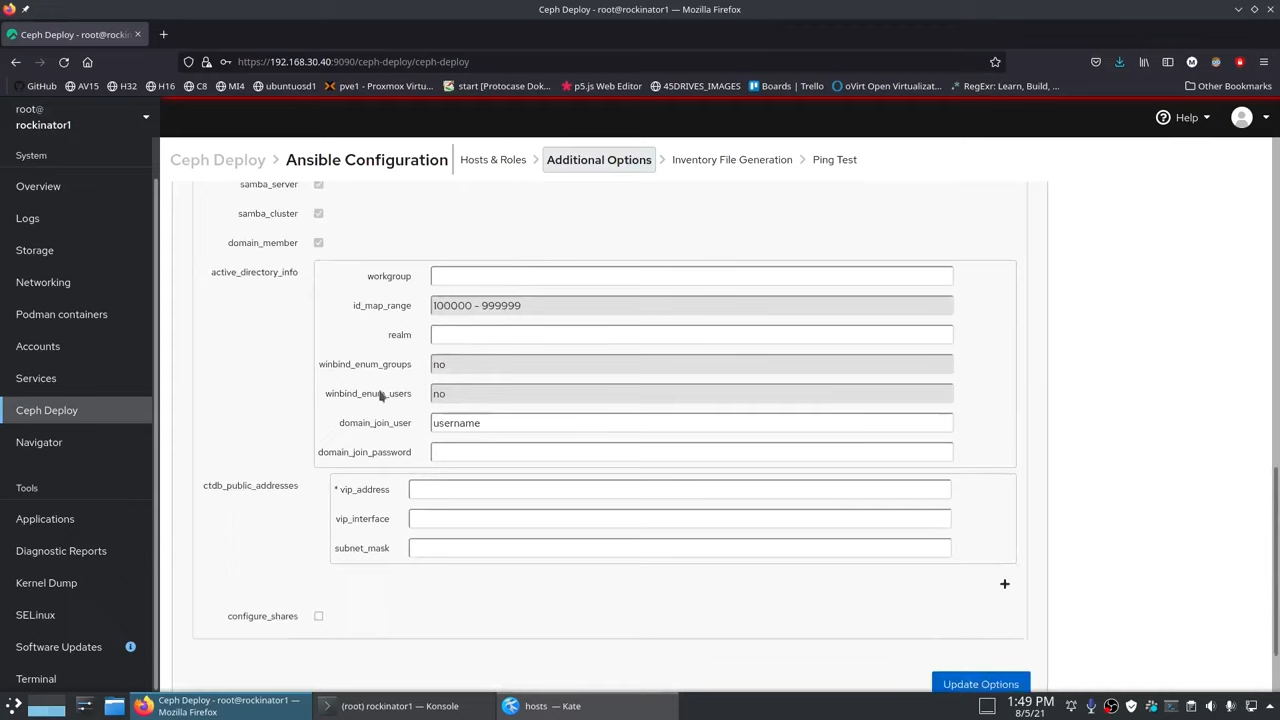 Ceph Deploy - root@rockinator1 — Mozilla Firefox
Ceph Deploy - root@rockin
https://192.168.30.40:9090/ceph-deploy/ceph-deploy
GitHub AV15 H32 H16 C8 MI4 ubuntuosd1 pve1 - Proxmox Virtu… start [Protocase Dok… p5.js Web Editor 45DRIVES_IMAGES Boards | Trello oVirt Open Virtualizat… RegExr: Learn, Build, … Other Bookmarks
root@
rockinator1
Help
Ceph Deploy Ansible Configuration Hosts & Roles Additional Options Inventory File Generation Ping Test
System
Overview
Logs
Storage
Networking
Podman containers
Accounts
Services
Ceph Deploy
Navigator
Tools
Applications
Diagnostic Reports
Kernel Dump
SELinux
Software Updates
Terminal
samba_server
samba_cluster
domain_member
active_directory_info
workgroup
id_map_range 100000 - 999999
realm
winbind_enum_groups no
winbind_enum_users no
domain_join_user username
domain_join_password
ctdb_public_addresses
* vip_address
vip_interface
subnet_mask
+
configure_shares
Update Options
Ceph Deploy - root@rockinator1 —
Mozilla Firefox
(root) rockinator1 — Konsole
hosts — Kate
1:49 PM
8/5/21